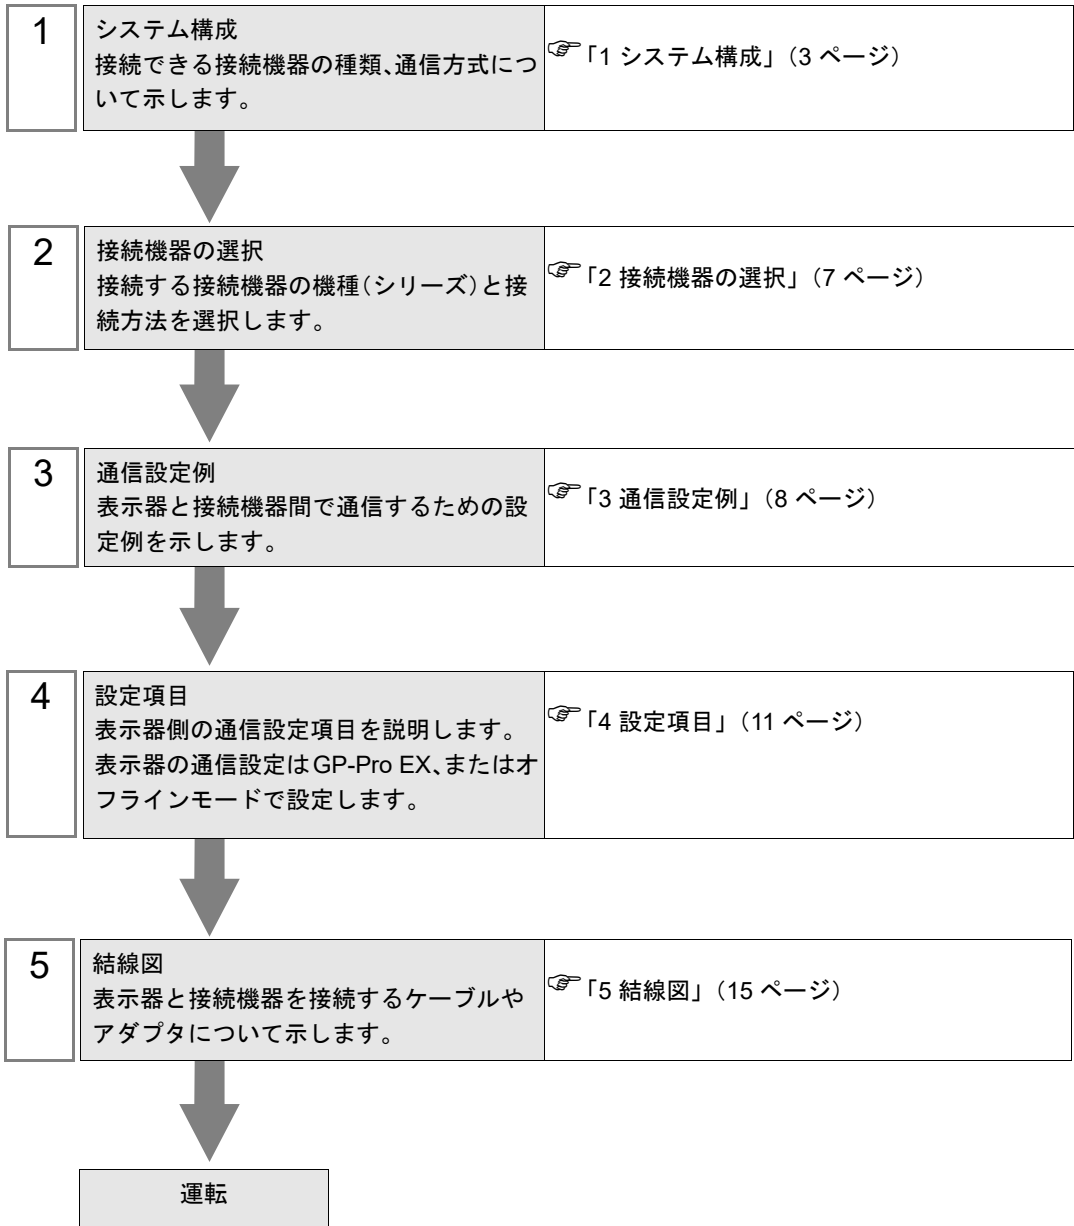 1
システム構成
接続できる接続機器の種類、通信方式につ
いて示します。
「1 システム構成」（3 ページ）
2
接続機器の選択
接続する接続機器の機種（シリーズ）と接
続方法を選択します。
「2 接続機器の選択」（7 ページ）
3
通信設定例
表示器と接続機器間で通信するための設
定例を示します。
「3 通信設定例」（8 ページ）
4
設定項目
表示器側の通信設定項目を説明します。
表示器の通信設定はGP-Pro EX、またはオ
フラインモードで設定します。
「4 設定項目」（11 ページ）
5
結線図
表示器と接続機器を接続するケーブルや
アダプタについて示します。
「5 結線図」（15 ページ）
運転